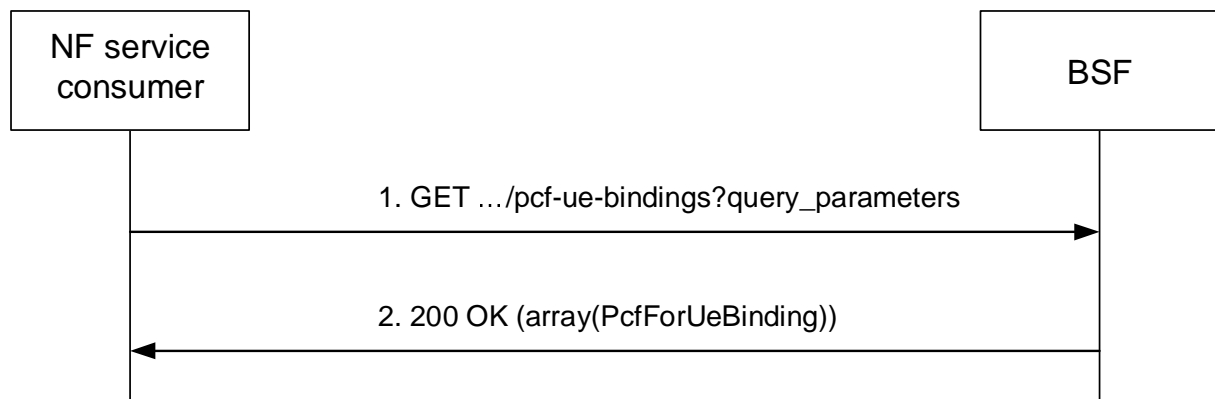 NF service
consumer
BSF
1. GET …/pcf-ue-bindings?query_parameters
2. 200 OK (array(PcfForUeBinding))